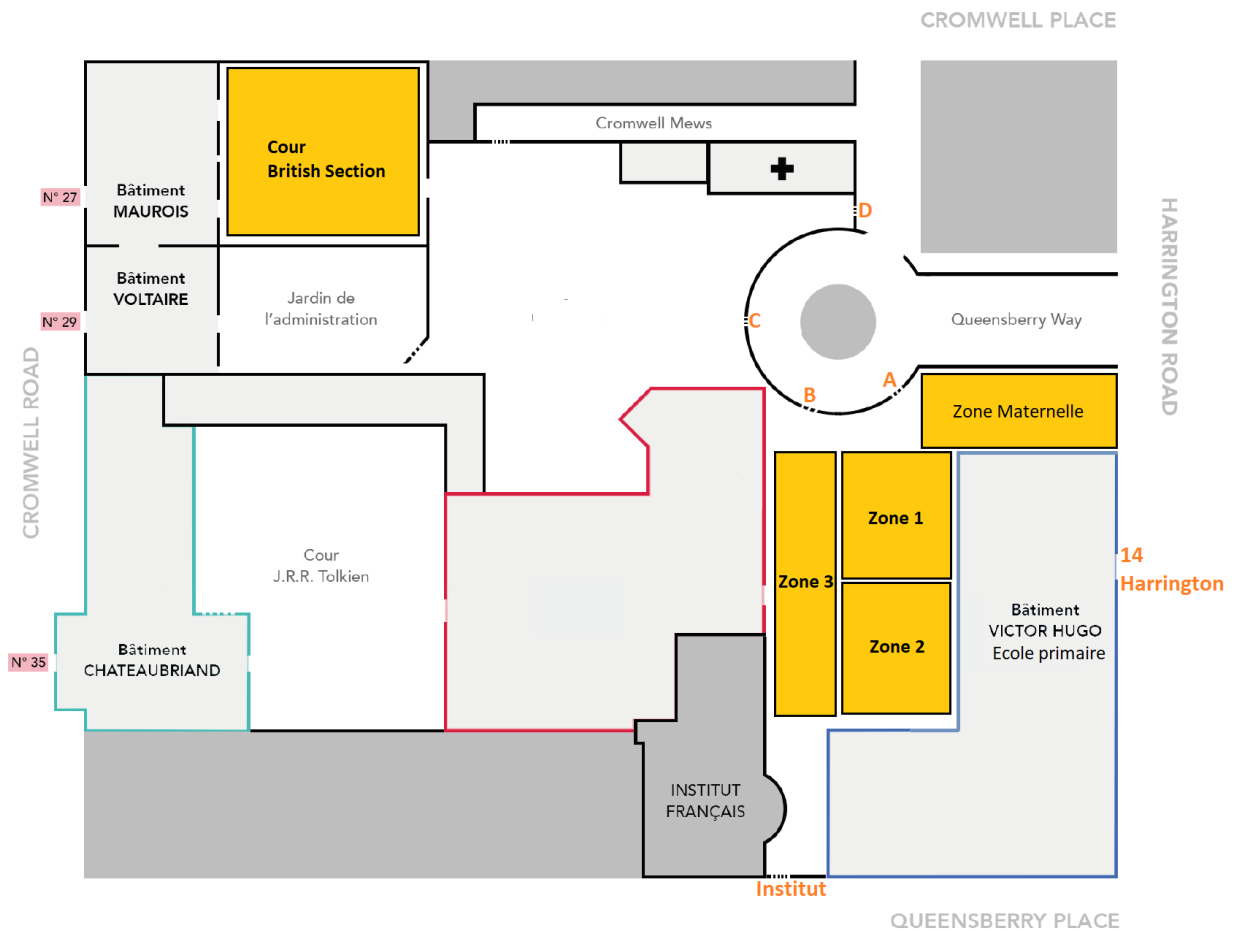 CROMWELL PLACE
Cromwell Mews
Cour
British Section
Bâtiment
MAUROIS
N° 27
D
HARRINGTON ROAD
Bâtiment
VOLTAIRE
Jardin de
l'administration
N° 29
C
Queensberry Way
CROMWELL ROAD
A
B
Zone Maternelle
Zone 1
Cour
J.R.R. Tolkien
14
Harrington
Zone 3
Bâtiment
VICTOR HUGO
Ecole primaire
Zone 2
Bâtiment
CHATEAUBRIAND
N° 35
INSTITUT
FRANÇAIS
Institut
QUEENSBERRY PLACE